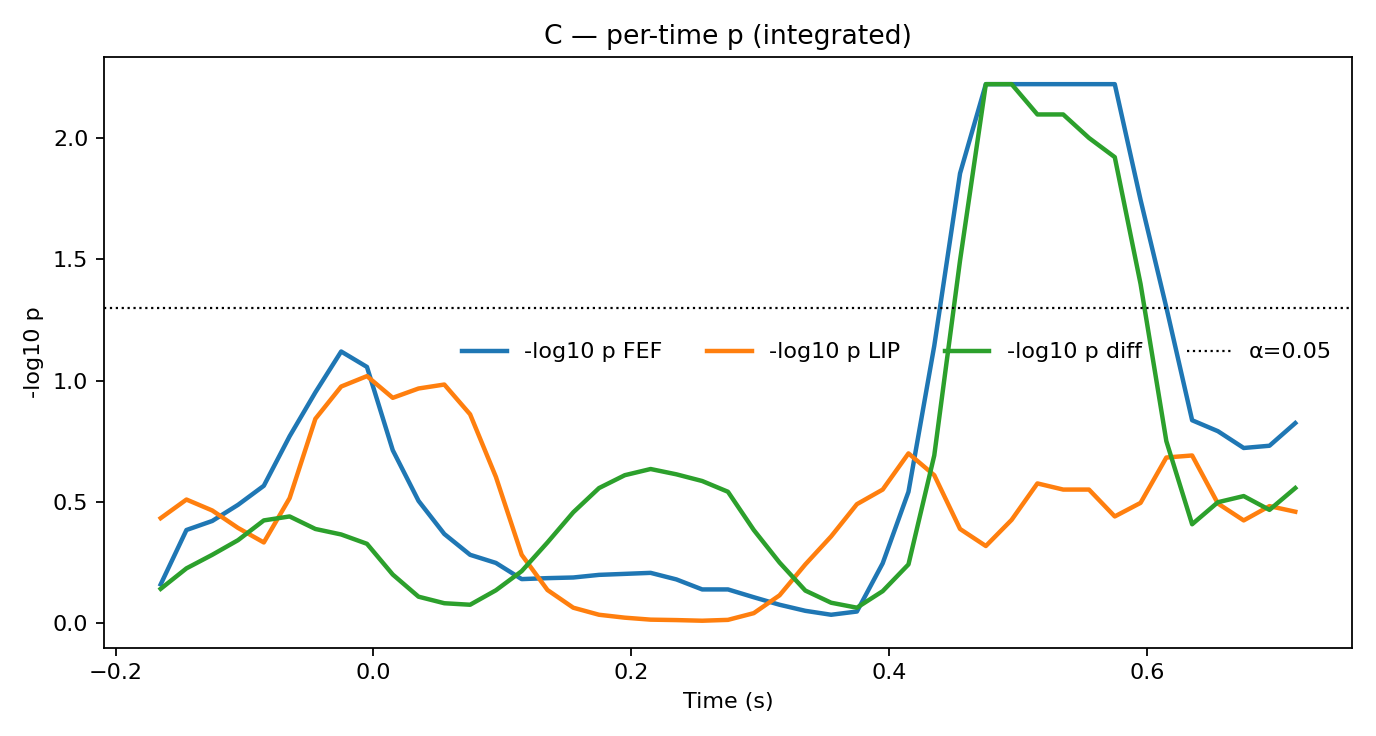 C — per-time p (integrated)
-log10 p
2.0
1.5
1.0
0.5
0.0
-log10 p FEF -log10 p LIP -log10 p diff α=0.05
−0.2 0.0 0.2 0.4 0.6
Time (s)